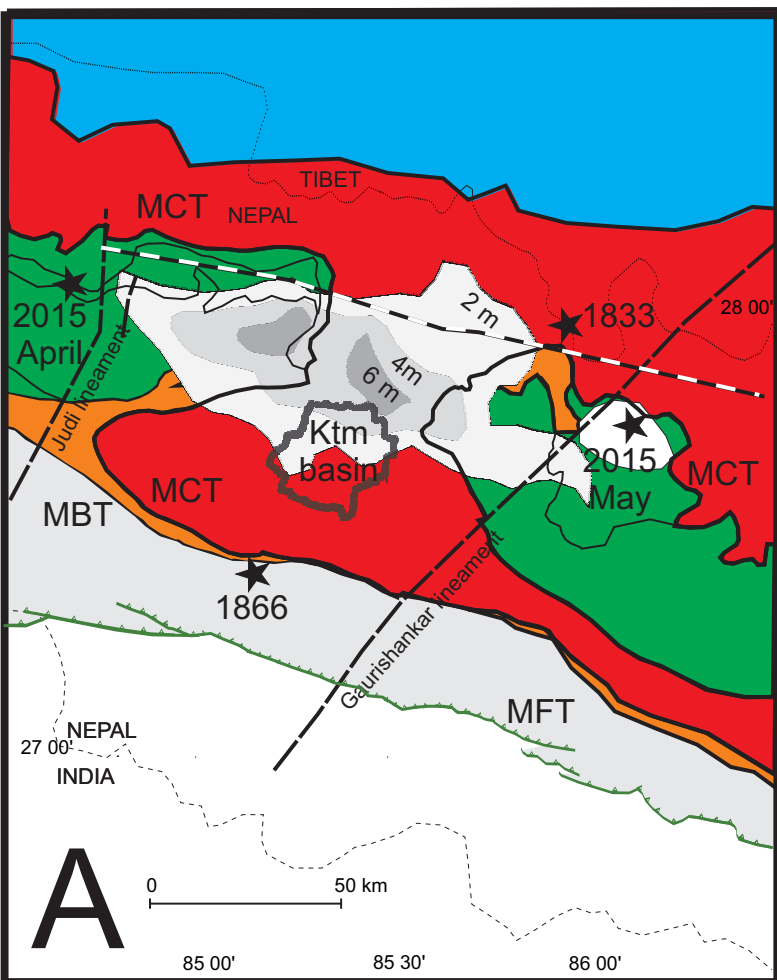 TIBET
MCT
NEPAL
2 m
28 00'
1833
2015
April
4m
6 m
Judi lineament
Ktm
basin
2015
May
MCT
MCT
MBT
1866
Gaurishankar lineament
MFT
NEPAL
27 00'
INDIA
A
0
50 km
85 00'
85 30'
86 00'